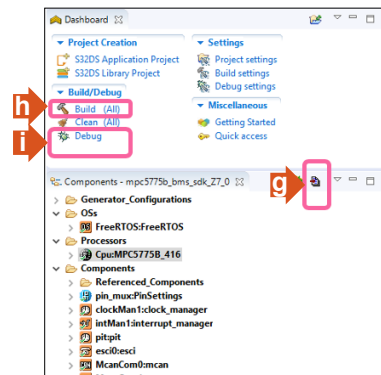 Dashboard
Project Creation
S32DS Application Project
S32DS Library Project
Build/Debug
Build (All)
Clean (All)
Debug
Settings
Project settings
Build settings
Debug settings
Miscellaneous
Getting Started
Quick access
h
i
g
Components - mpc5775b_bms_sdk_Z7_0
Generator_Configurations
OSs
FreeRTOS:FreeRTOS
Processors
Cpu:MPC5775B_416
Components
Referenced_Components
pin_mux:PinSettings
clockMan1:clock_manager
intMan1:interrupt_manager
pit:pit
esci0:esci
ManCom0:mcan